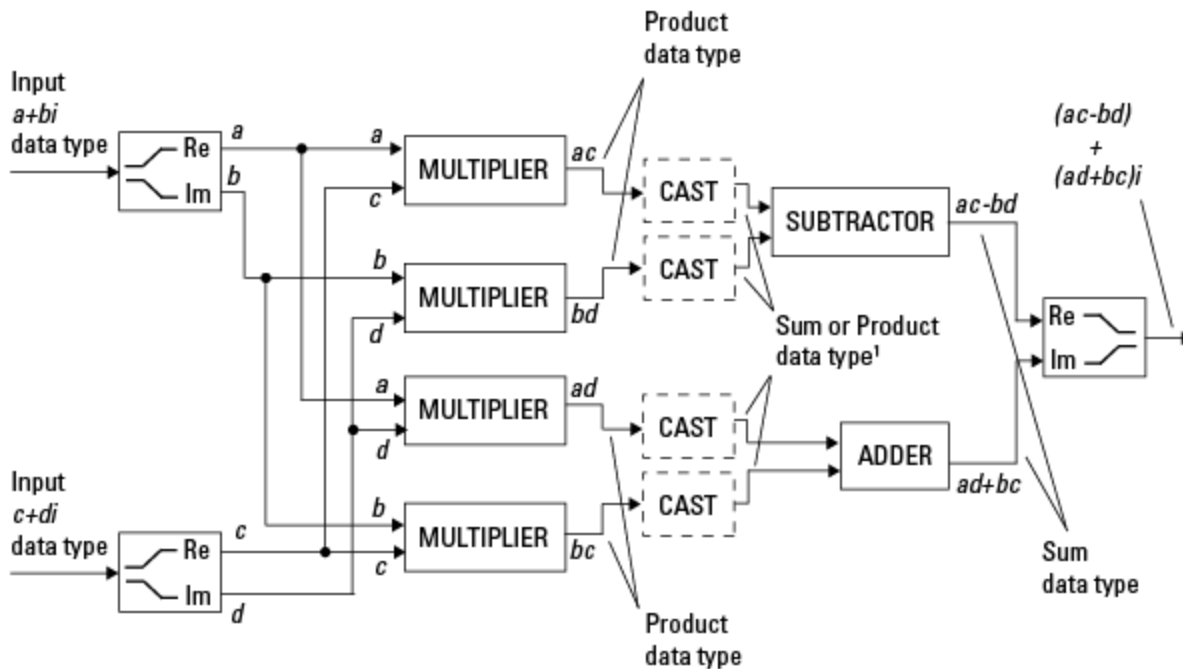 Product
data type
Input
a+bi
data type
Re
Im
a
b
a
c
MULTIPLIER
ac
CAST
CAST
SUBTRACTOR
ac-bd
(ac-bd)
+
(ad+bc)i
b
d
MULTIPLIER
bd
Sum or Product
data type¹
Re
Im
a
d
MULTIPLIER
ad
CAST
CAST
ADDER
ad+bc
Input
c+di
data type
Re
Im
c
d
b
c
MULTIPLIER
bc
Sum
data type
Product
data type